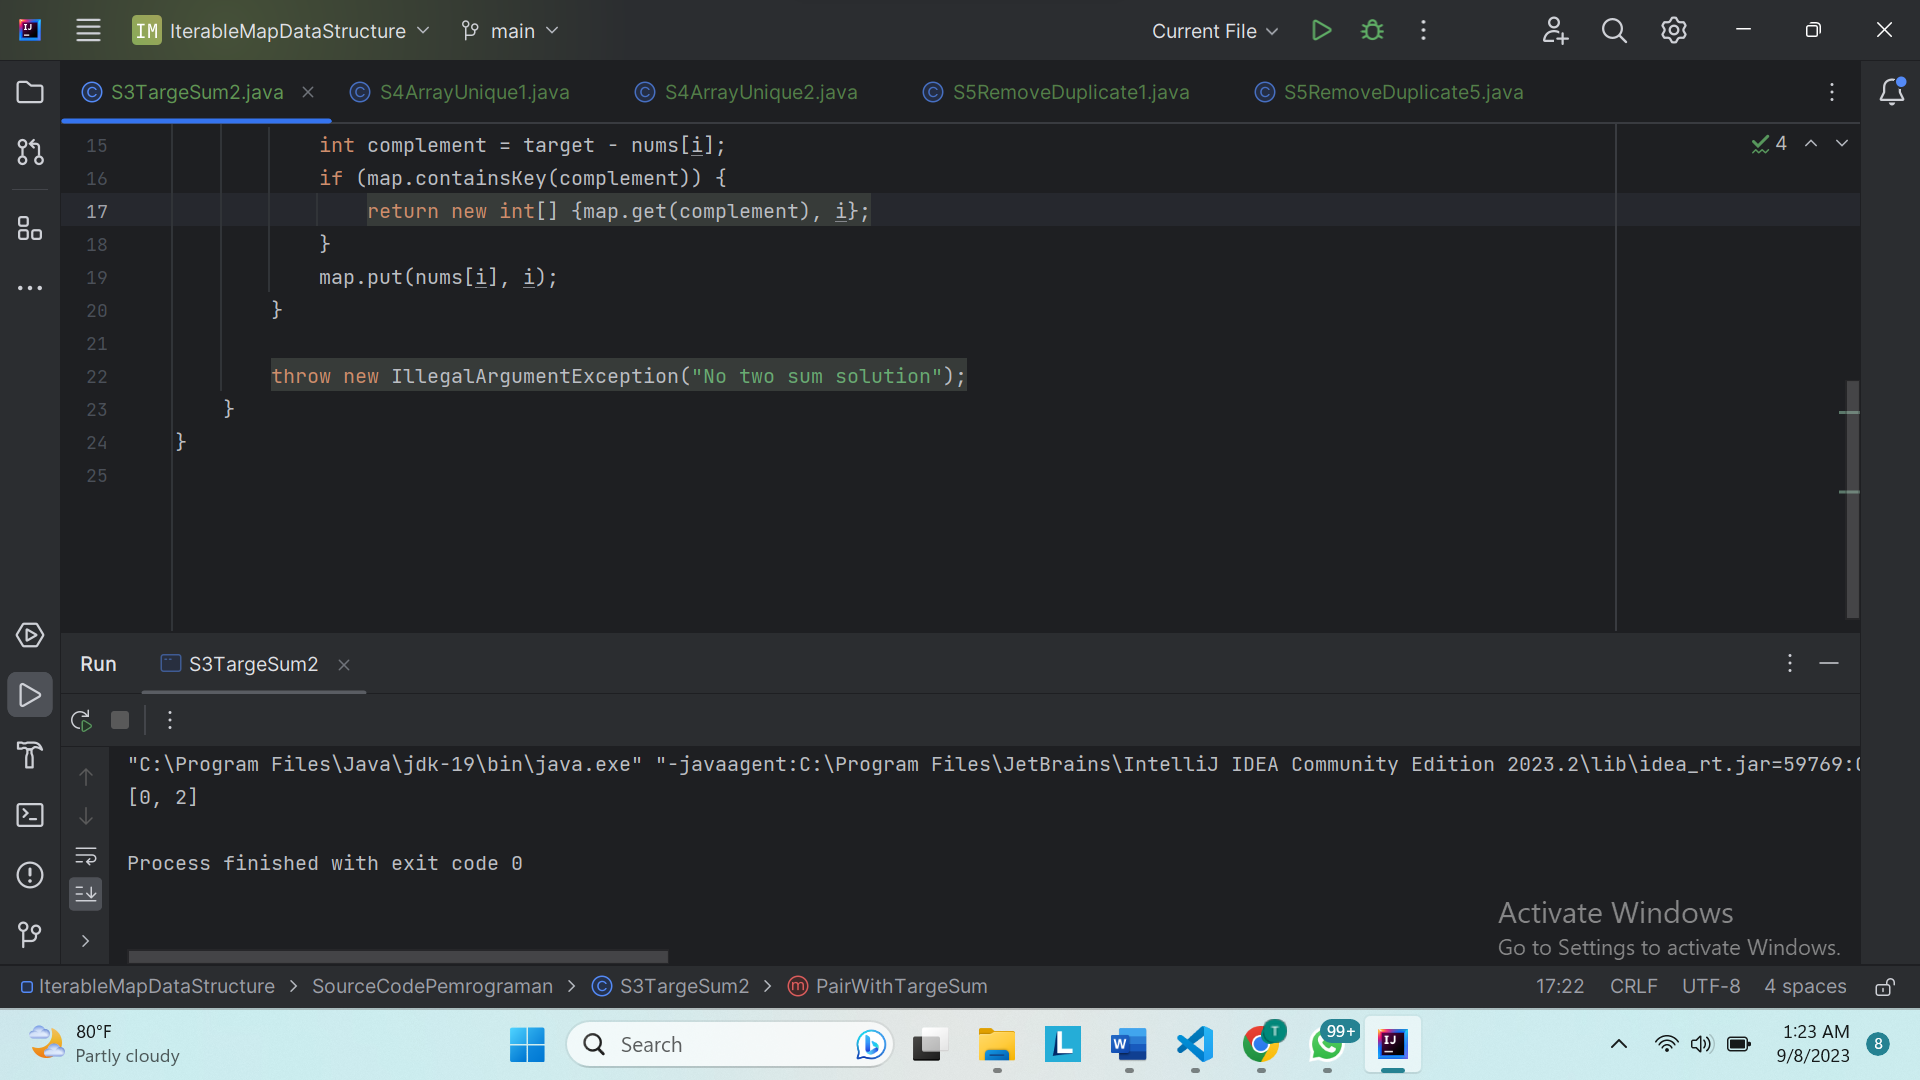 IM IterableMapDataStructure main Current File
S3TargeSum2.java S4ArrayUnique1.java S4ArrayUnique2.java S5RemoveDuplicate1.java S5RemoveDuplicate5.java
15 int complement = target - nums[i];
4
16 if (map.containsKey(complement)) {
17 return new int[] {map.get(complement), i};
18 }
19 map.put(nums[i], i);
20 }
21
22 throw new IllegalArgumentException("No two sum solution");
23 }
24 }
25
Run S3TargeSum2
"C:\Program Files\Java\jdk-19\bin\java.exe" "-javaagent:C:\Program Files\JetBrains\IntelliJ IDEA Community Edition 2023.2\lib\idea_rt.jar=59769:
[0, 2]
Process finished with exit code 0
Activate Windows
Go to Settings to activate Windows.
IterableMapDataStructure > SourceCodePemrograman > S3TargeSum2 > PairWithTargeSum 17:22 CRLF UTF-8 4 spaces
80°F
Partly cloudy
Search
99+
1:23 AM
9/8/2023
8